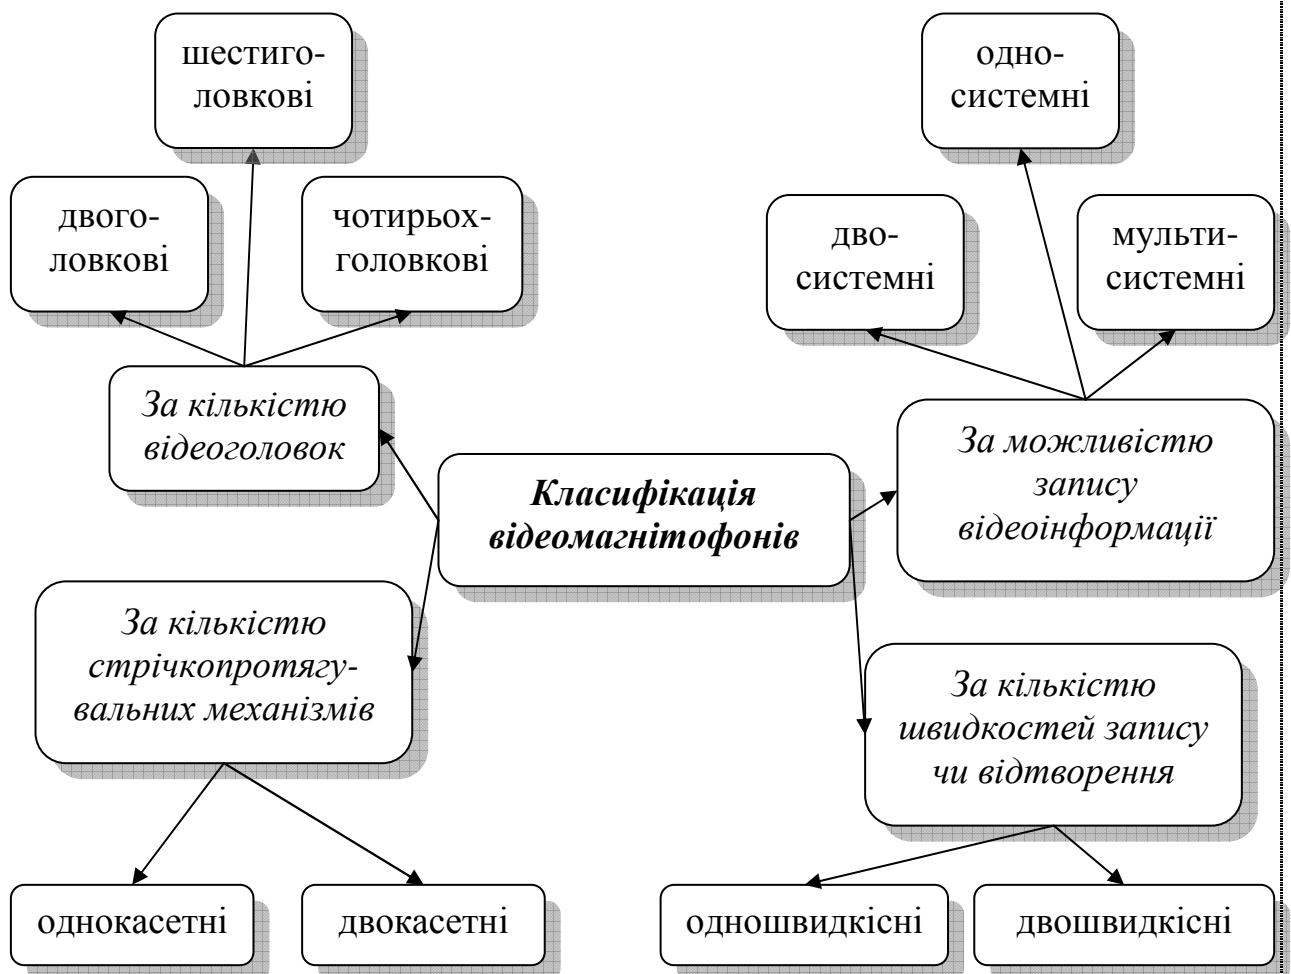 шестиго-
ловкові
одно-
системні
двого-
ловкові
чотирьох-
головкові
дво-
системні
мульти-
системні
За кількістю
відеоголовок
За можливістю
запису
відеоінформації
Класифікація
відеомагнітофонів
За кількістю
стрічкопротягу-
вальних механізмів
За кількістю
швидкостей запису
чи відтворення
однокасетні
двокасетні
одношвидкісні
двошвидкісні